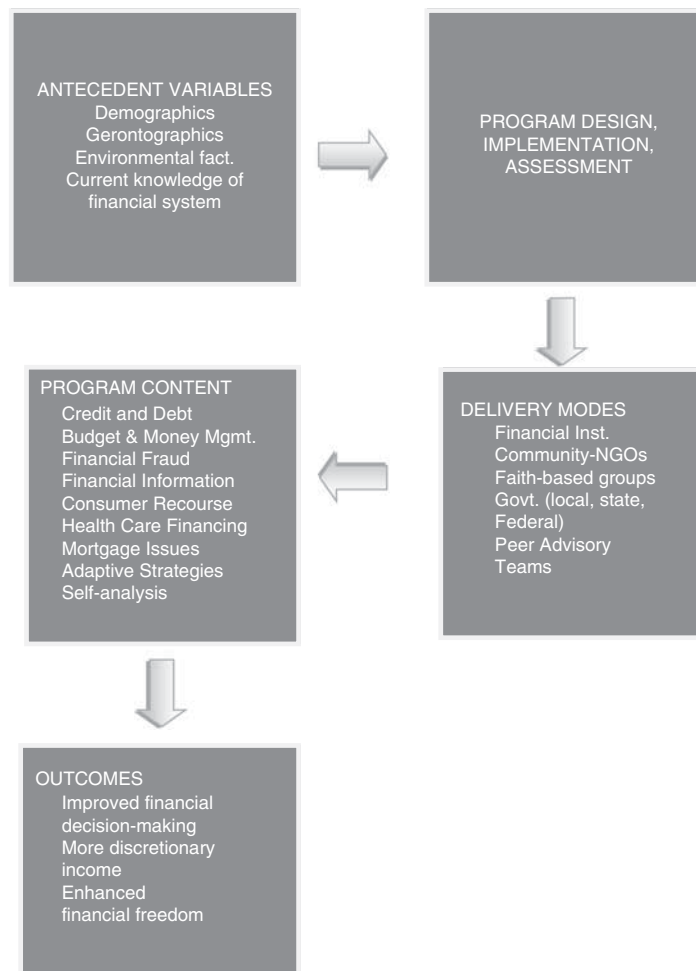 ANTECEDENT VARIABLES
Demographics
Gerontographics
Environmental fact.
Current knowledge of
financial system
PROGRAM DESIGN,
IMPLEMENTATION,
ASSESSMENT
DELIVERY MODES
Financial Inst.
Community-NGOs
Faith-based groups
Govt. (local, state,
Federal)
Peer Advisory
Teams
PROGRAM CONTENT
Credit and Debt
Budget & Money Mgmt.
Financial Fraud
Financial Information
Consumer Recourse
Health Care Financing
Mortgage Issues
Adaptive Strategies
Self-analysis
OUTCOMES
Improved financial
decision-making
More discretionary
income
Enhanced
financial freedom